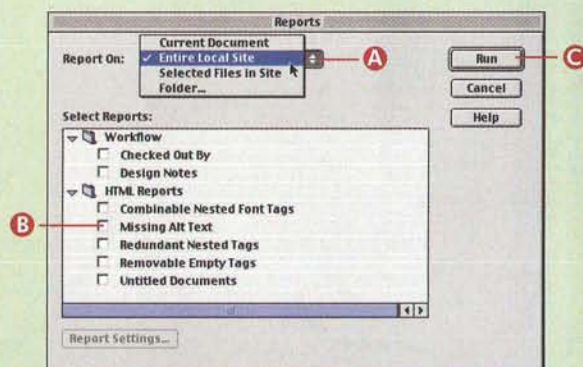 Reports
Report On:
Current Document
✓ Entire Local Site
Selected Files in Site
Folder...
A
Run
C
Cancel
Help
Select Reports:
Workflow
Checked Out By
Design Notes
HTML Reports
Combinable Nested Font Tags
B
Missing Alt Text
Redundant Nested Tags
Removable Empty Tags
Untitled Documents
Report Settings...